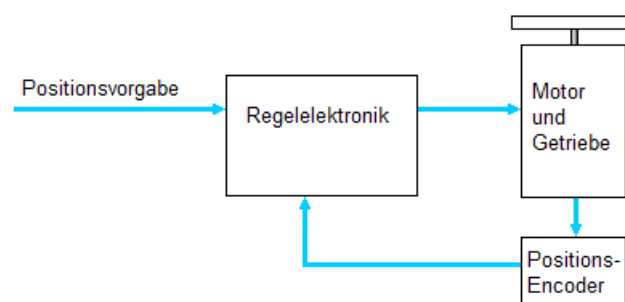 Positionsvorgabe
Regelelektronik
Motor
und
Getriebe
Positions-
Encoder